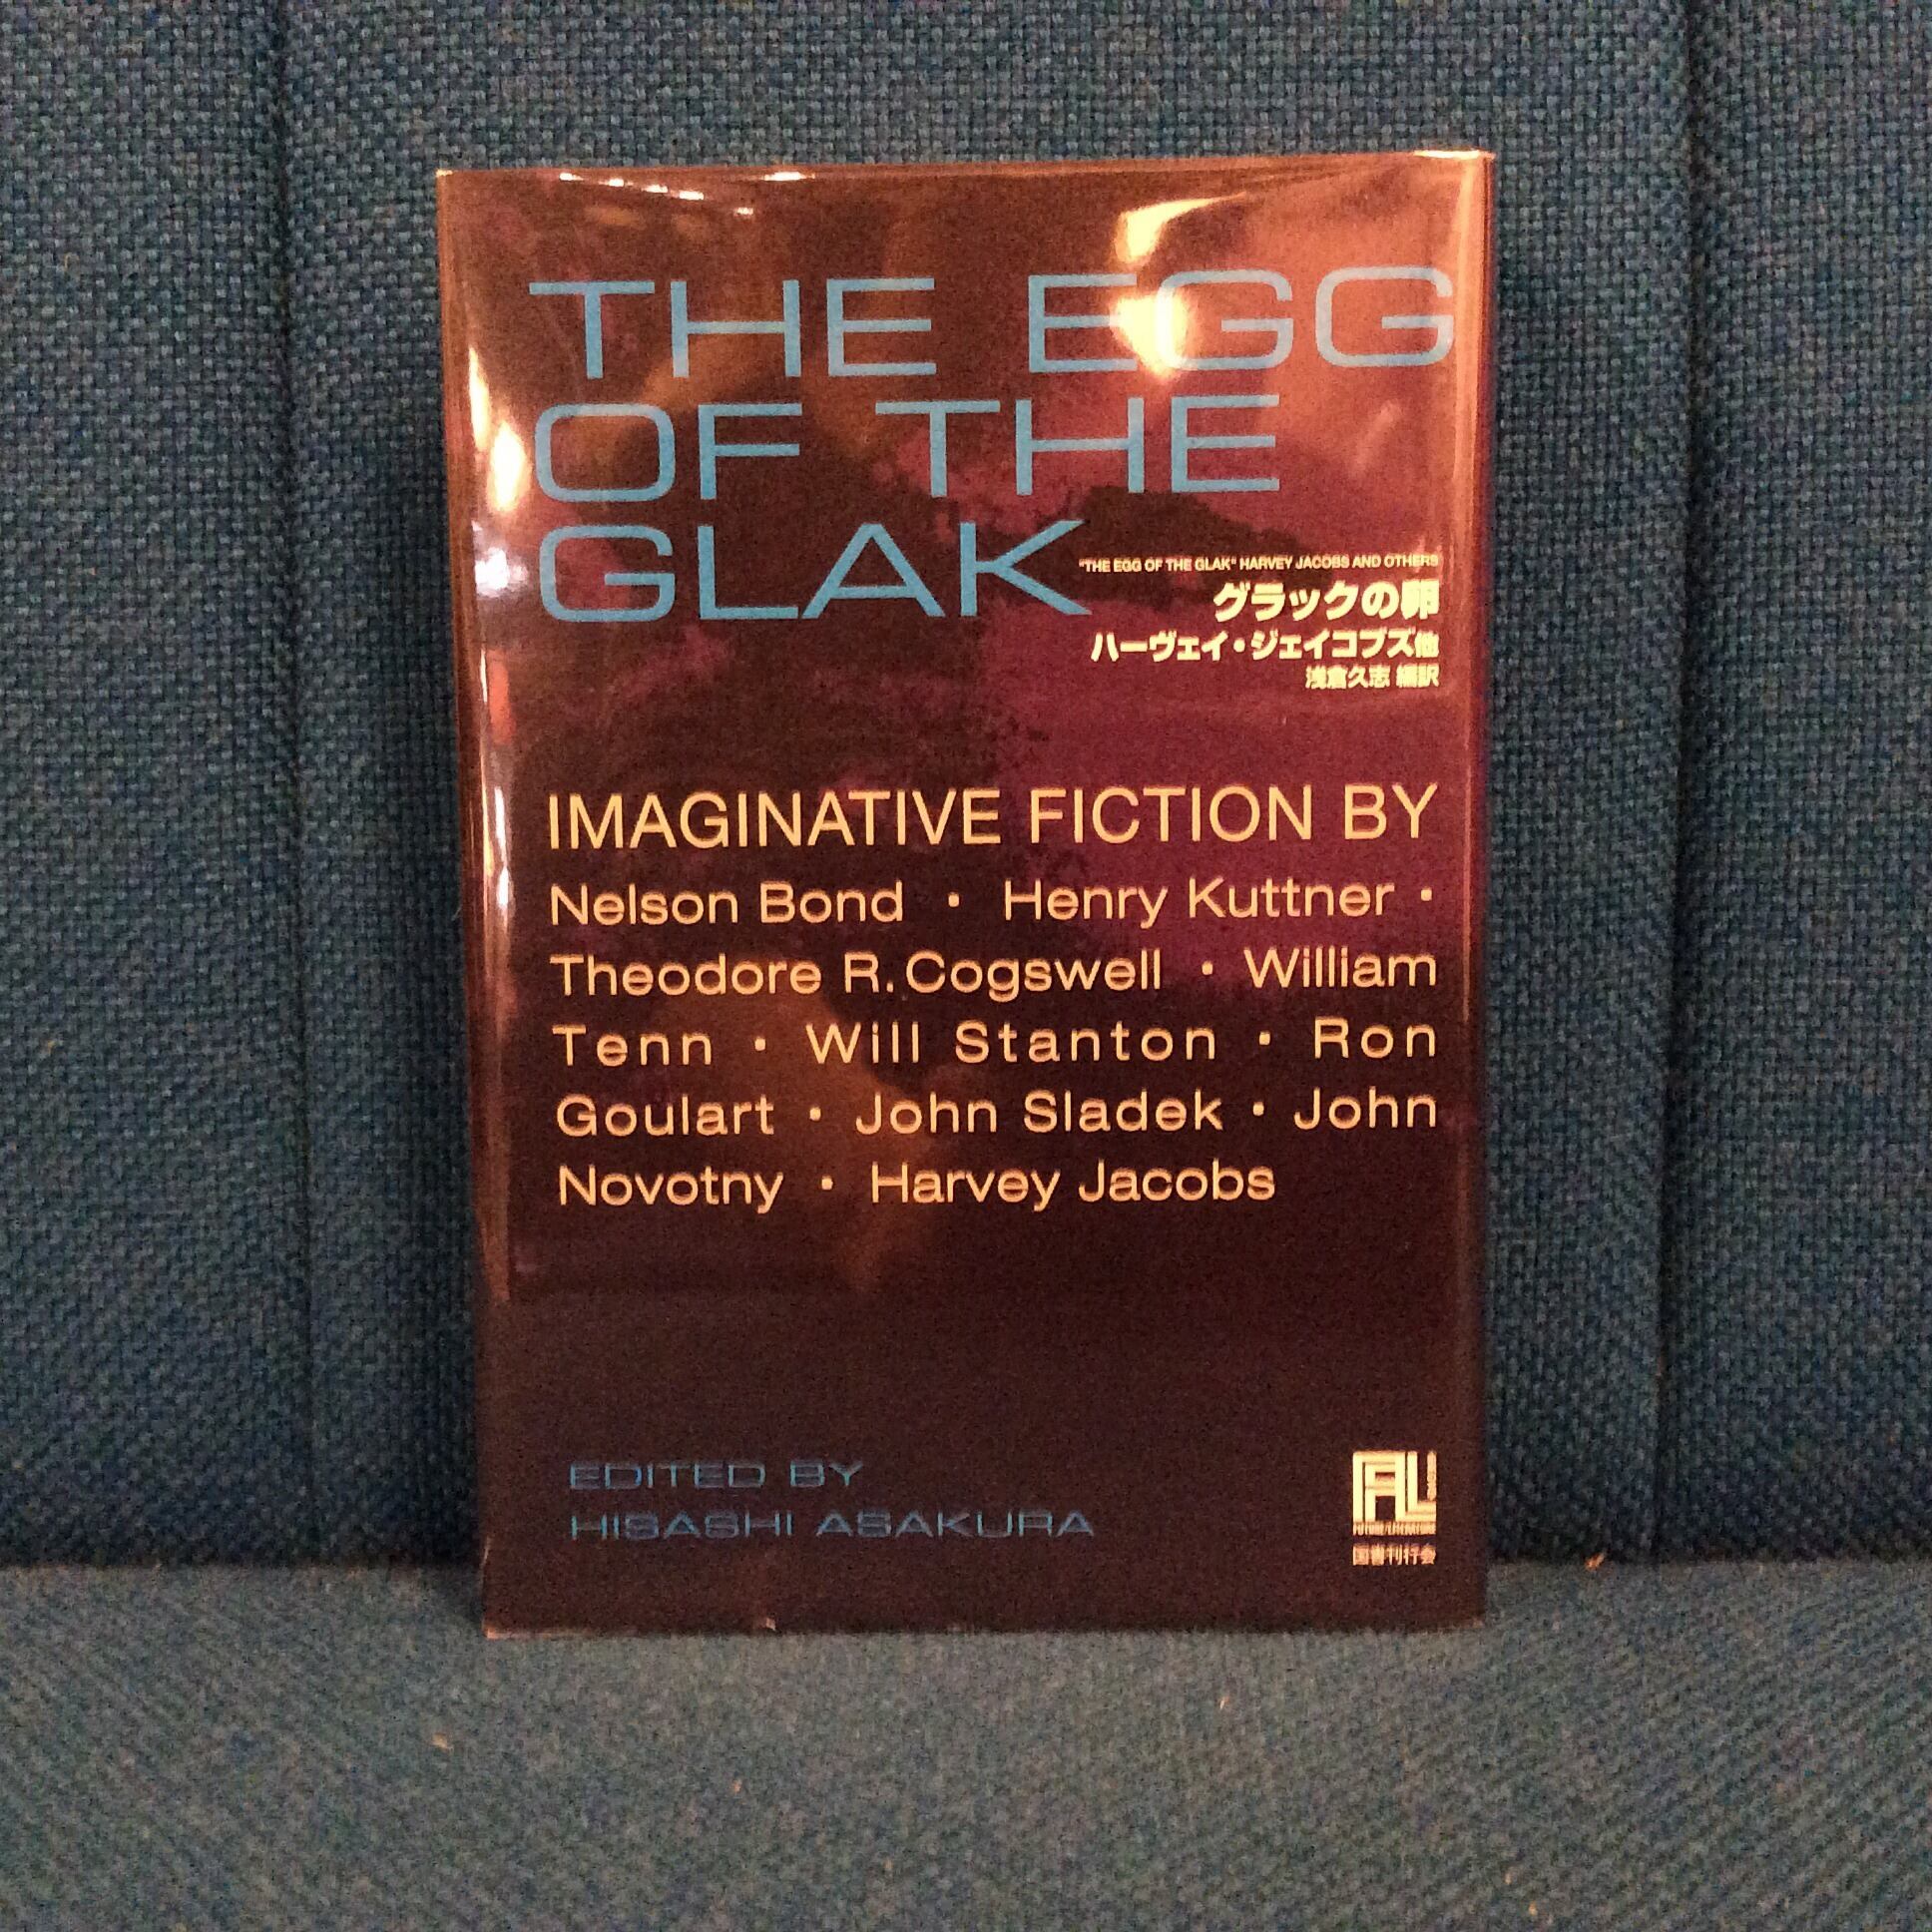 THE EGG
OF THE
GLAK
"THE EGG OF THE GLAK" HARVEY JACOBS AND OTHERS
グラックの卵
ハーヴェイ・ジェイコブズ他
浅倉久志 編訳
IMAGINATIVE FICTION BY
Nelson Bond · Henry Kuttner ·
Theodore R.Cogswell · William
Tenn · Will Stanton · Ron
Goulart · John Sladek · John
Novotny · Harvey Jacobs
EDITED BY
HISASHI ASAKURA
FUTURE/LITERATURE
国書刊行会